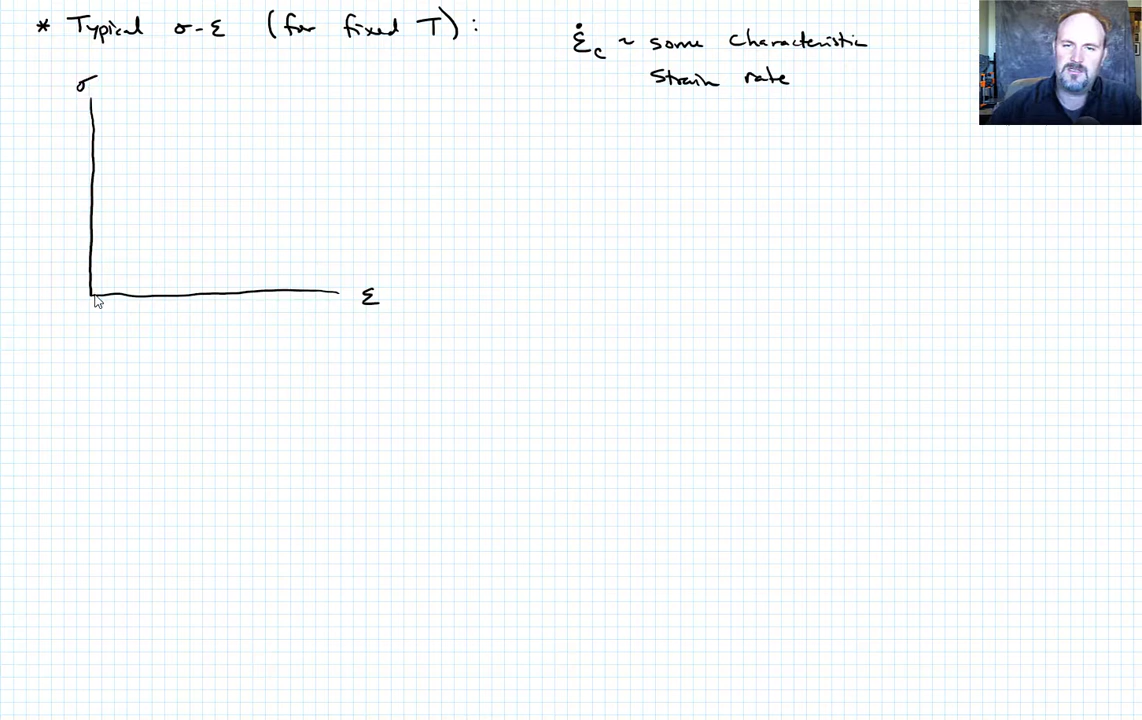 * Typical σ-ε (for fixed T):
ε̇c ~ some characteristic
strain rate
σ
ε